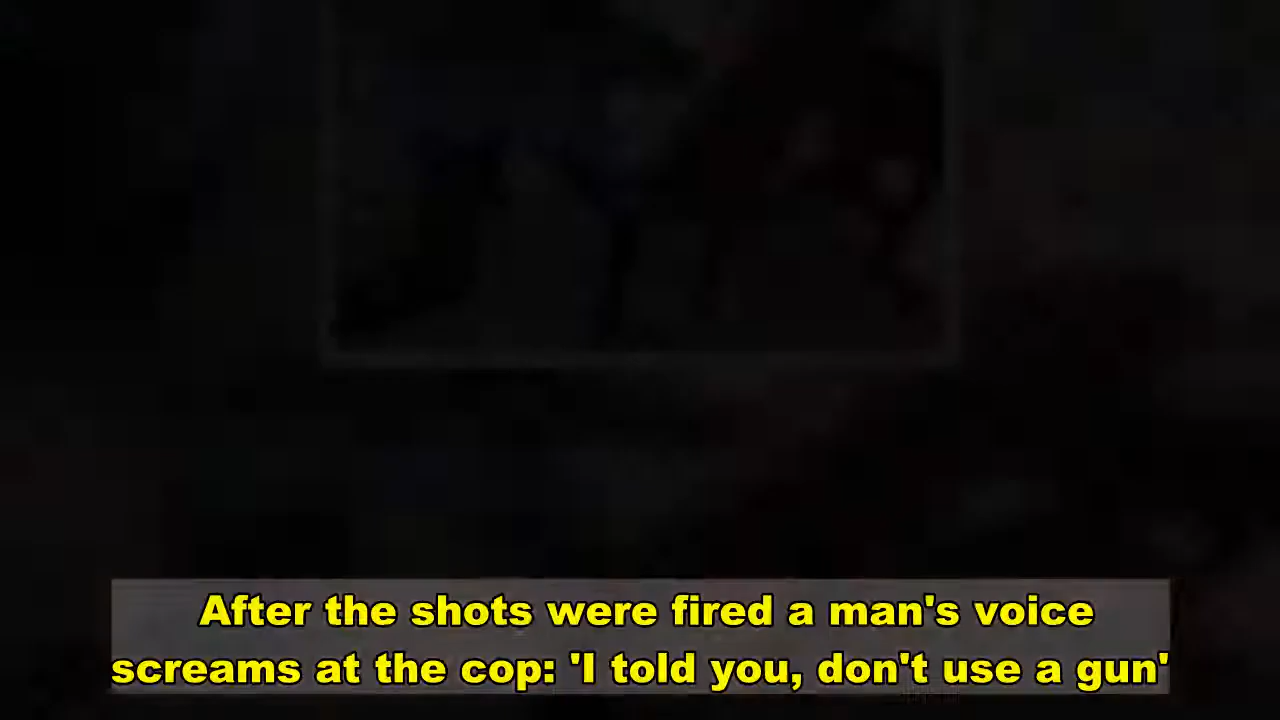 After the shots were fired a man's voice
screams at the cop: 'I told you, don't use a gun'